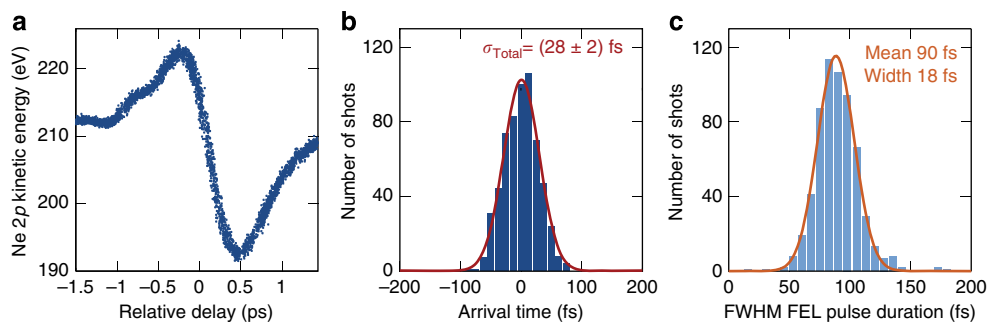 a
Ne 2p kinetic energy (eV)
220
210
200
190
−1.5
−1
−0.5
0
0.5
1
Relative delay (ps)
b
σTotal= (28 ± 2) fs
Number of shots
120
80
40
0
−200
−100
0
100
200
Arrival time (fs)
c
Mean 90 fs
Width 18 fs
Number of shots
120
80
40
0
0
50
100
150
200
FWHM FEL pulse duration (fs)